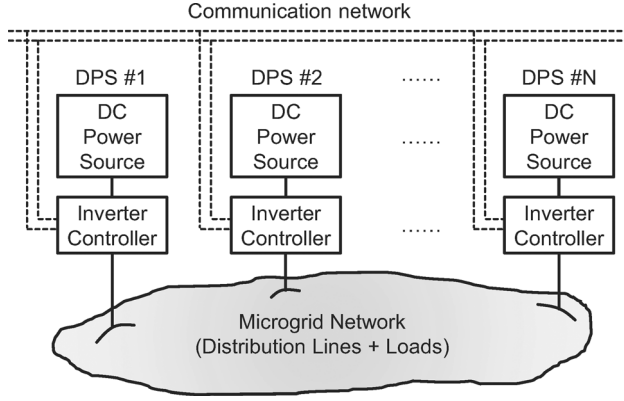 Communication network
DPS #1
DPS #2
......
DPS #N
DC
Power
Source
DC
Power
Source
......
DC
Power
Source
Inverter
Controller
Inverter
Controller
......
Inverter
Controller
Microgrid Network
(Distribution Lines + Loads)